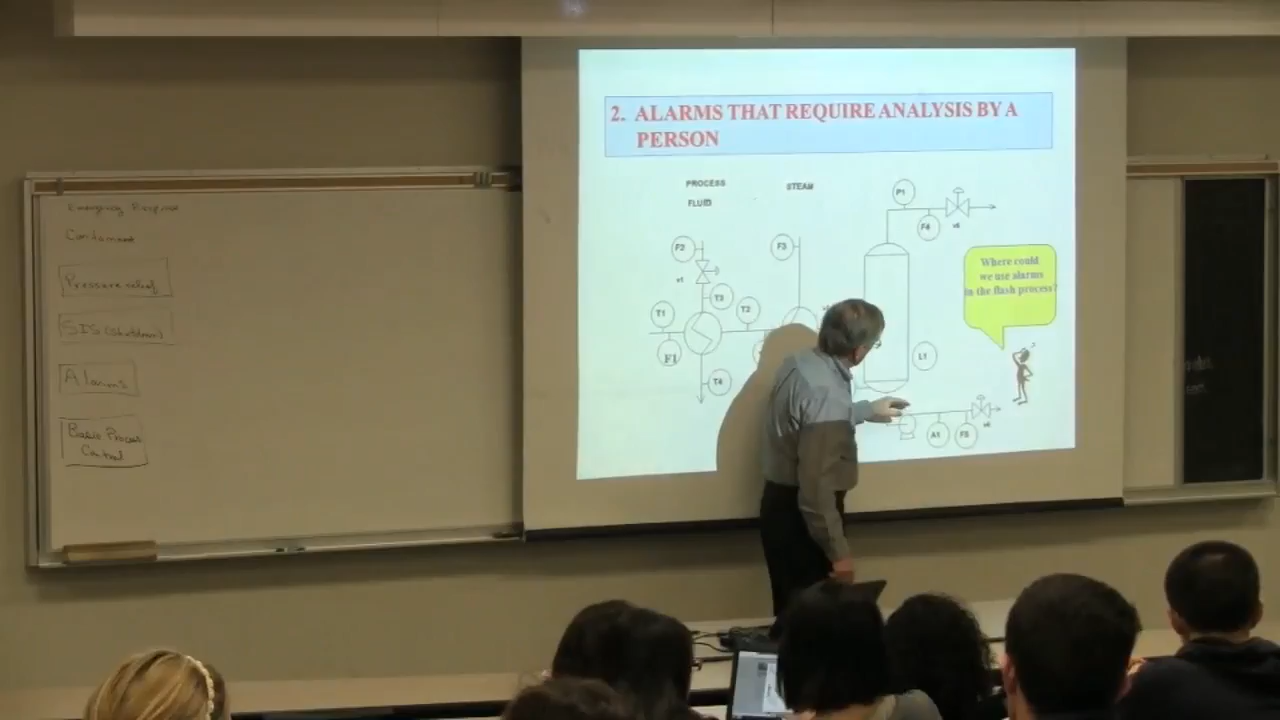 Emergency Response
Containment
Pressure relief
SIS (Shutdown)
Alarms
Basic Process
Control
2. ALARMS THAT REQUIRE ANALYSIS BY A
PERSON
PROCESS
FLUID
STEAM
P1
F4
v5
F2
v1
F3
T3
T1
T2
F1
T4
L1
A1
F5
Where could
we use alarms
in the flash process?